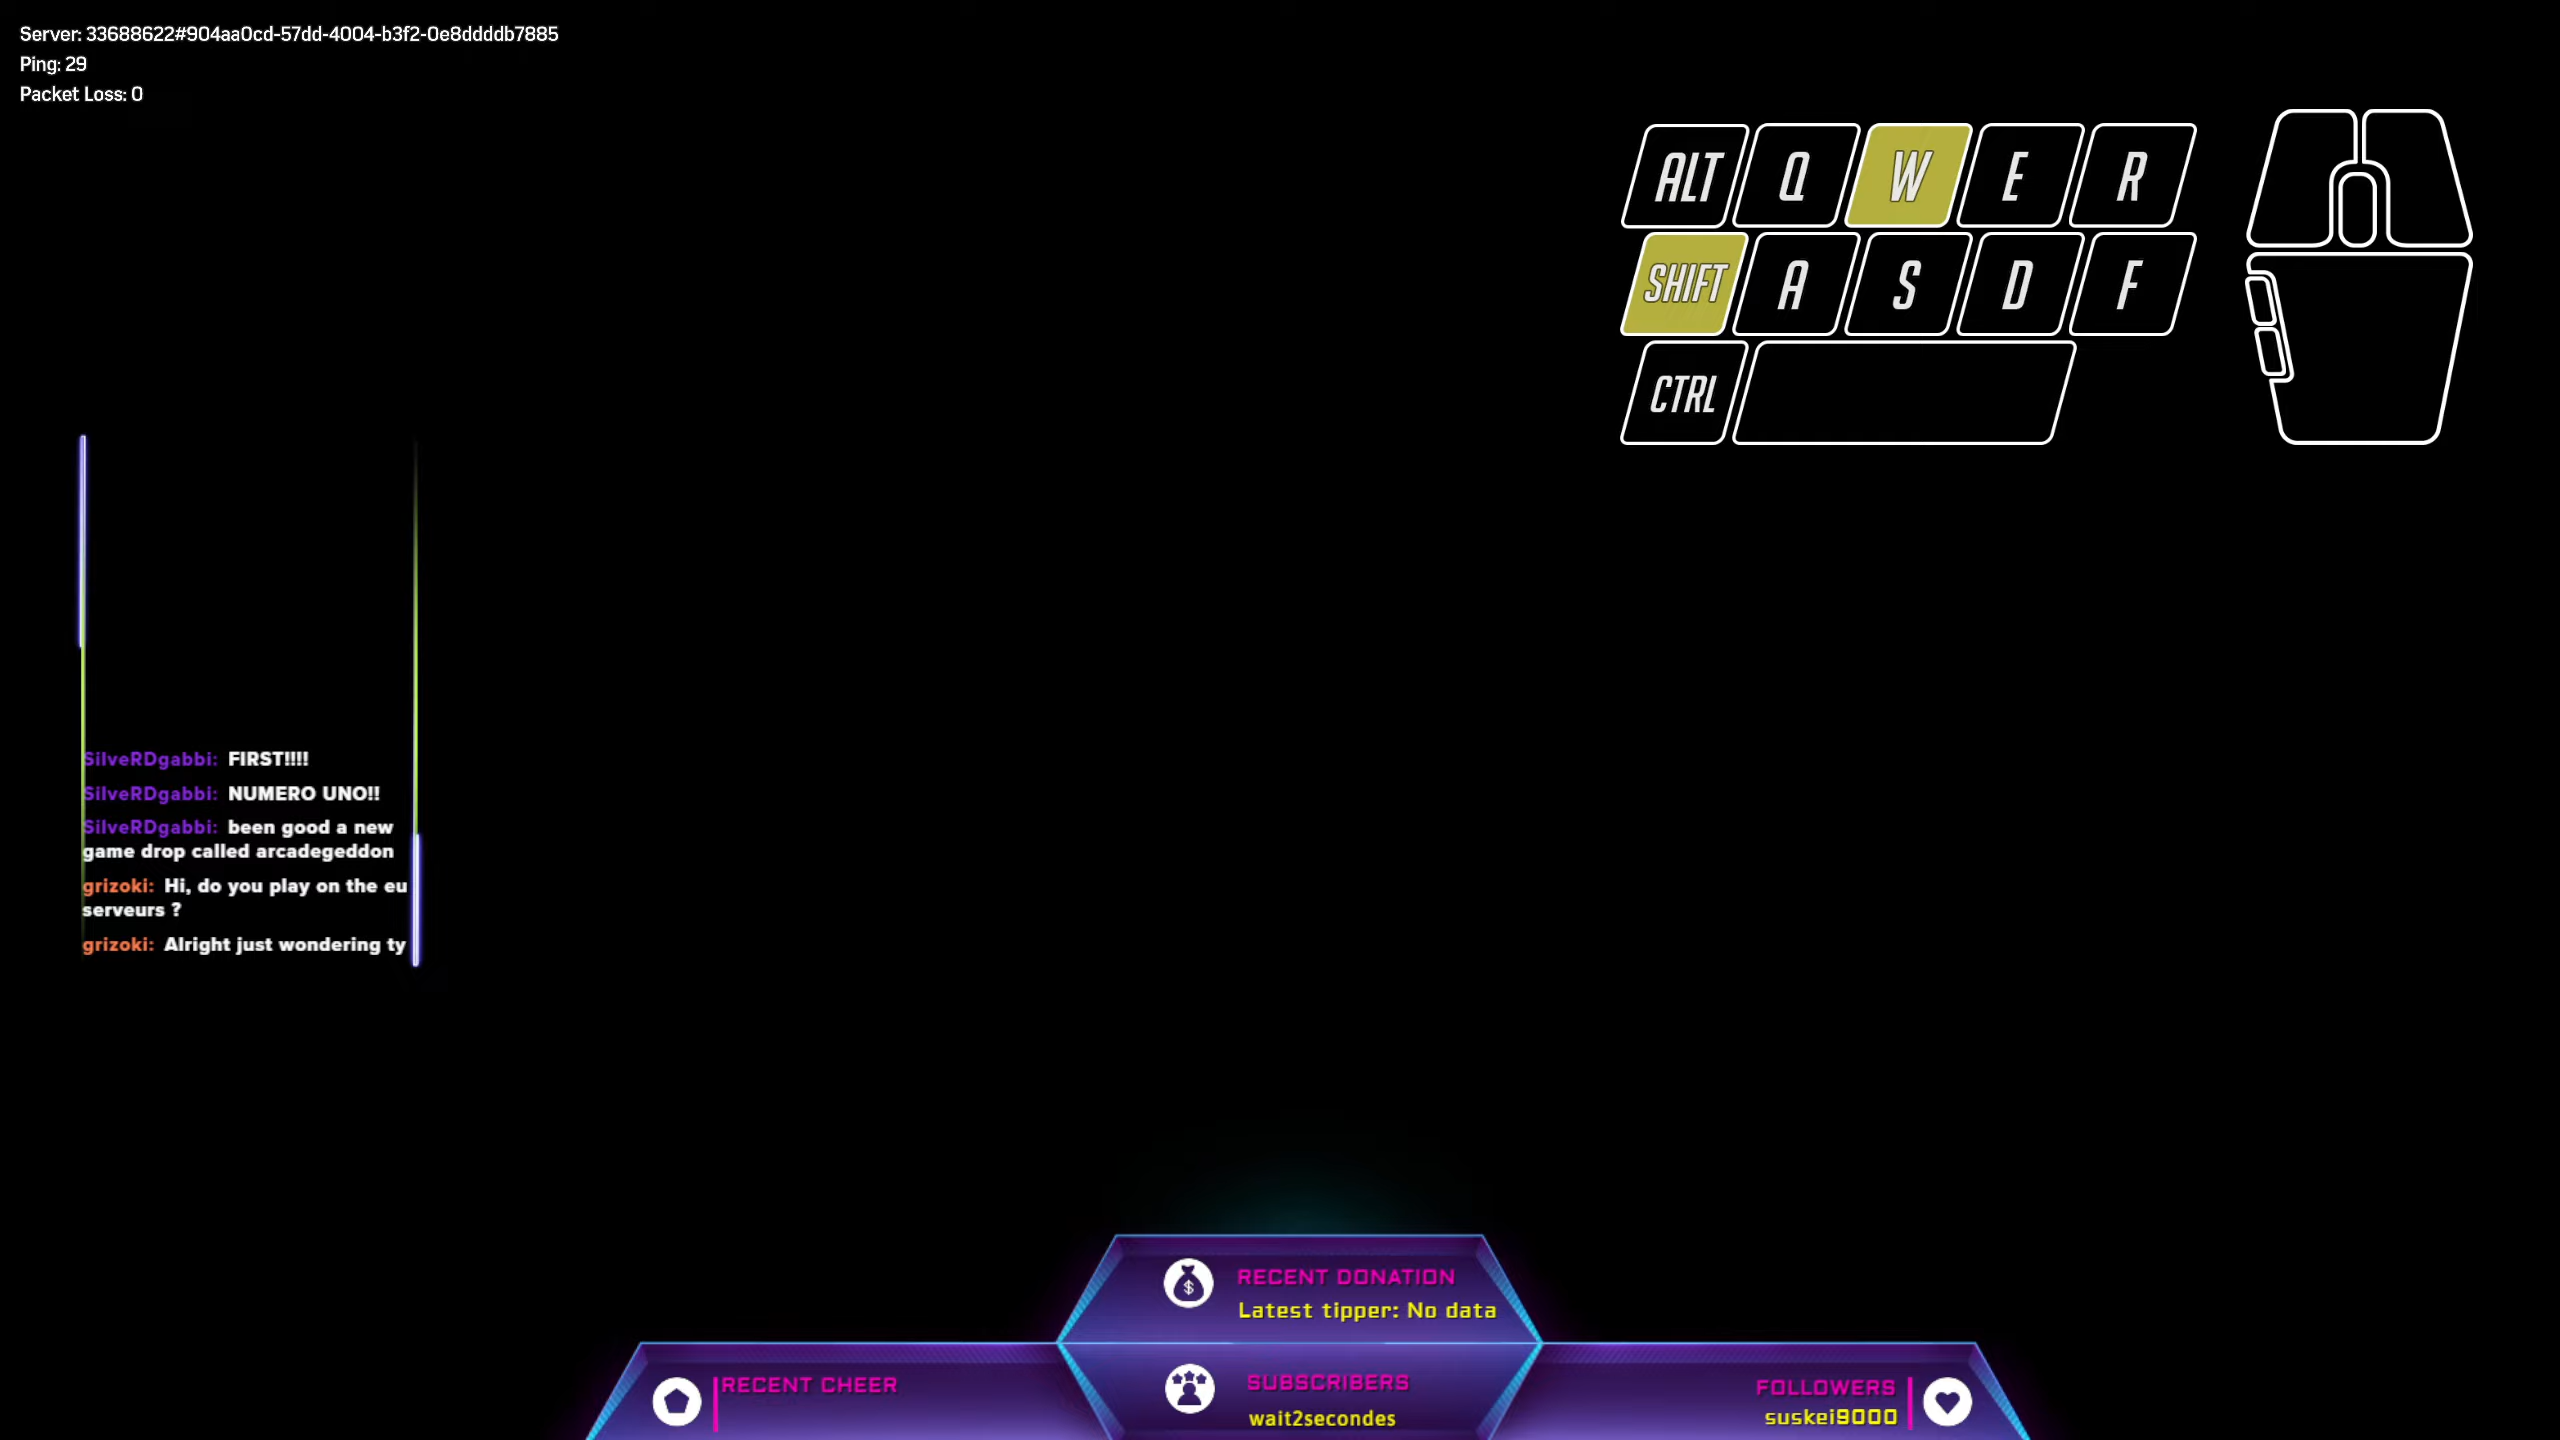 Server: 33688622#904aa0cd-57dd-4004-b3f2-0e8ddddb7885
Ping: 29
Packet Loss: 0
ALT Q W E R
SHIFT A S D F
CTRL
SilveRDgabbi: FIRST!!!!
SilveRDgabbi: NUMERO UNO!!
SilveRDgabbi: been good a new
game drop called arcadegeddon
grizoki: Hi, do you play on the eu
serveurs ?
grizoki: Alright just wondering ty
RECENT DONATION
Latest tipper: No data
RECENT CHEER
SUBSCRIBERS
wait2secondes
FOLLOWERS
suskei9000